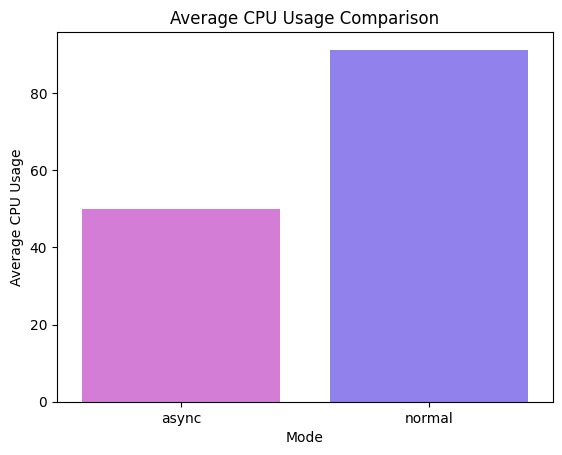 Average CPU Usage Comparison
Average CPU Usage
80
60
40
20
0
async
normal
Mode